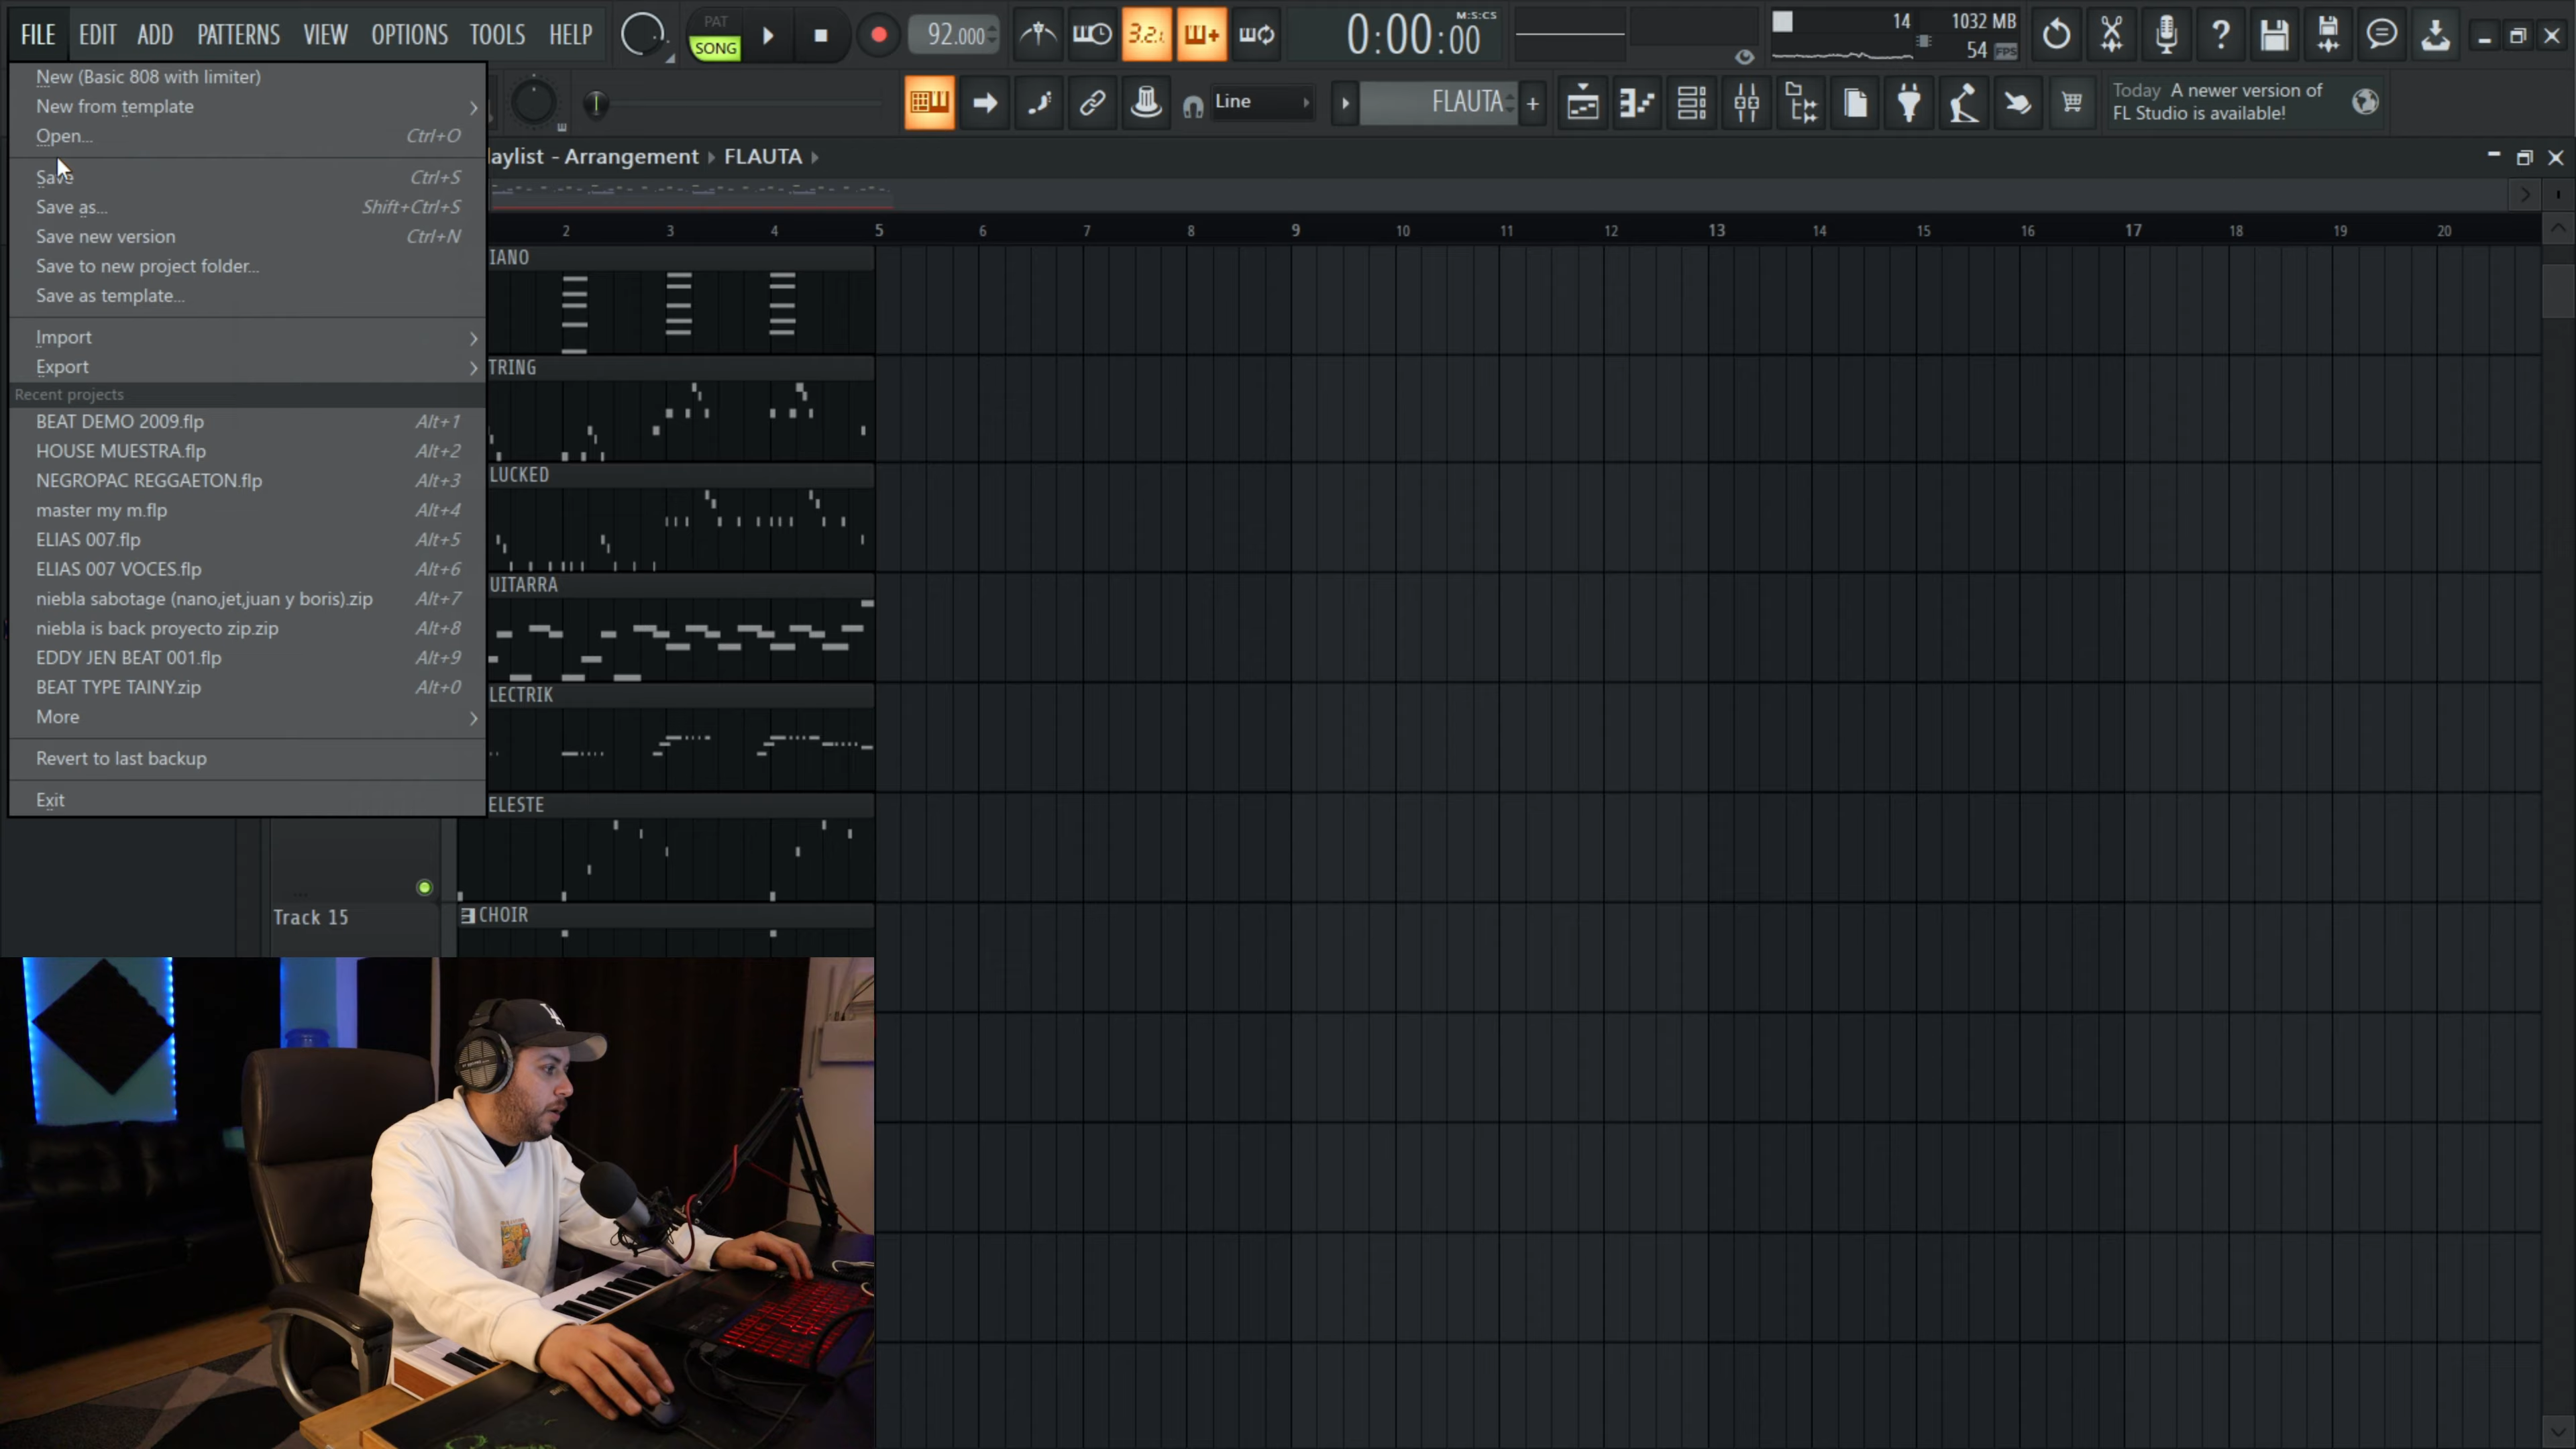 FILE EDIT ADD PATTERNS VIEW OPTIONS TOOLS HELP
PAT
SONG
92.000
3.2.
0:00:00
M:S:CS
14
1032 MB
54 FPS
New (Basic 808 with limiter)
New from template
Open... Ctrl+O
Save Ctrl+S
Save as... Shift+Ctrl+S
Save new version Ctrl+N
Save to new project folder...
Save as template...
Import
Export
Recent projects
BEAT DEMO 2009.flp Alt+1
HOUSE MUESTRA.flp Alt+2
NEGROPAC REGGAETON.flp Alt+3
master my m.flp Alt+4
ELIAS 007.flp Alt+5
ELIAS 007 VOCES.flp Alt+6
niebla sabotage (nano,jet,juan y boris).zip Alt+7
niebla is back proyecto zip.zip Alt+8
EDDY JEN BEAT 001.flp Alt+9
BEAT TYPE TAINY.zip Alt+0
More
Revert to last backup
Exit
Line
FLAUTA
Today A newer version of
FL Studio is available!
aylist - Arrangement FLAUTA
2 3 4 5 6 7 8 9 10 11 12 13 14 15 16 17 18 19 20
IANO
TRING
LUCKED
UITARRA
LECTRIK
ELESTE
Track 15
CHOIR